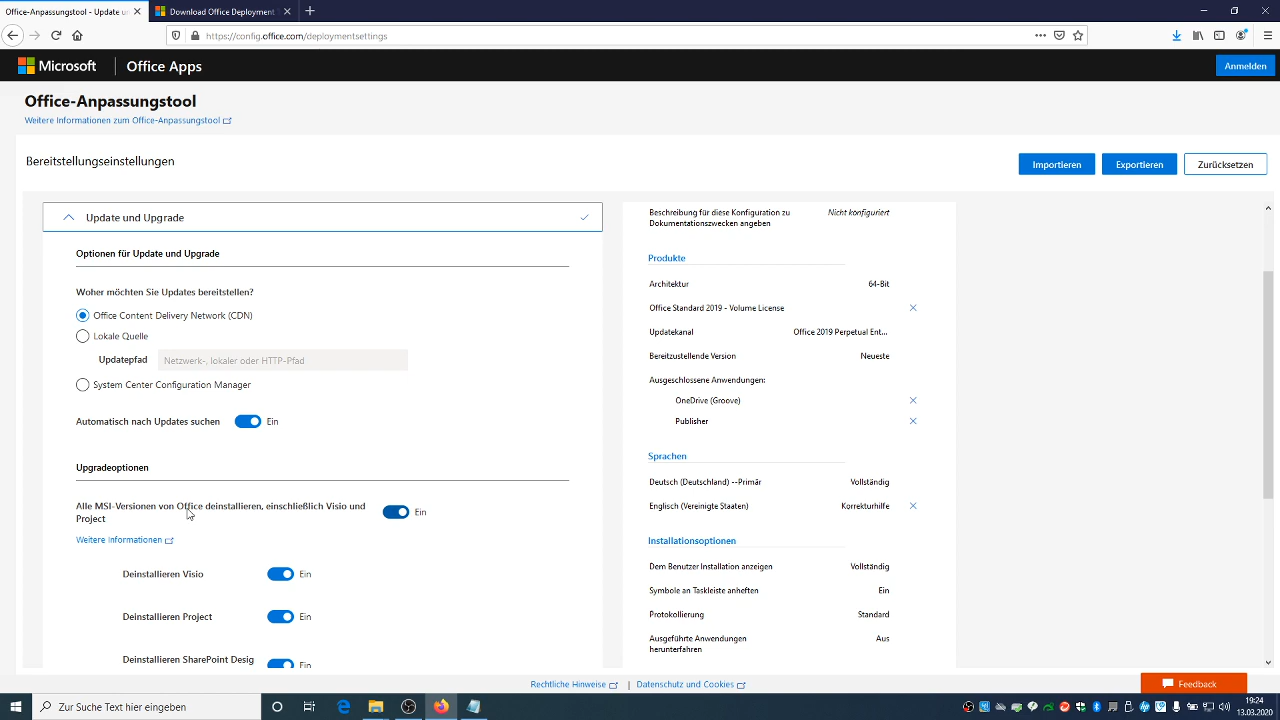 Office-Anpassungstool - Update un
Download Office Deployment
https://config.office.com/deploymentsettings
Microsoft
Office Apps
Anmelden
Office-Anpassungstool
Weitere Informationen zum Office-Anpassungstool
Bereitstellungseinstellungen
Importieren
Exportieren
Zurücksetzen
Update und Upgrade
Optionen für Update und Upgrade
Woher möchten Sie Updates bereitstellen?
Office Content Delivery Network (CDN)
Lokale Quelle
Updatepfad
Netzwerk-, lokaler oder HTTP-Pfad
System Center Configuration Manager
Automatisch nach Updates suchen
Ein
Upgradeoptionen
Alle MSI-Versionen von Office deinstallieren, einschließlich Visio und
Project
Ein
Weitere Informationen
Deinstallieren Visio
Ein
Deinstallieren Project
Ein
Deinstallieren SharePoint Desig
Ein
Beschreibung für diese Konfiguration zu
Dokumentationszwecken angeben
Nicht konfiguriert
Produkte
Architektur
64-Bit
Office Standard 2019 - Volume License
Updatekanal
Office 2019 Perpetual Ent...
Bereitzustellende Version
Neueste
Ausgeschlossene Anwendungen:
OneDrive (Groove)
Publisher
Sprachen
Deutsch (Deutschland) --Primär
Vollständig
Englisch (Vereinigte Staaten)
Korrekturhilfe
Installationsoptionen
Dem Benutzer Installation anzeigen
Vollständig
Symbole an Taskleiste anheften
Ein
Protokollierung
Standard
Ausgeführte Anwendungen
herunterfahren
Aus
Rechtliche Hinweise
|
Datenschutz und Cookies
Feedback
Zur Suche Text hier eingeben
19:24
13.03.2020